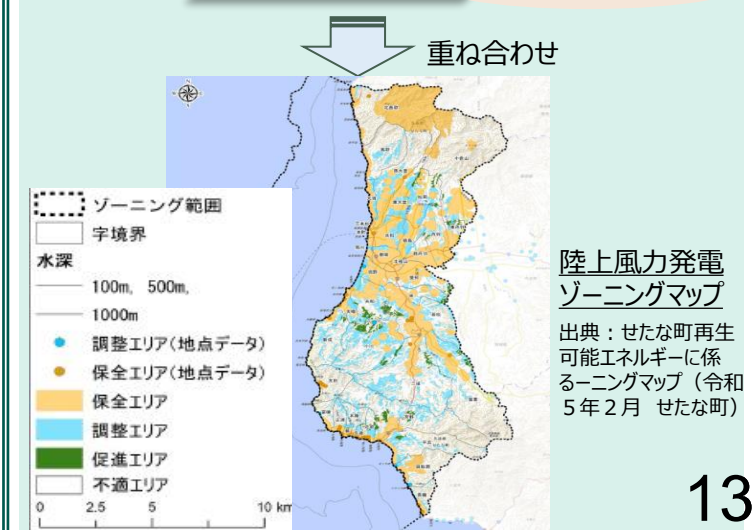 重ね合わせ
ゾーニング範囲
字境界
水深
100m, 500m,
1000m
調整エリア(地点データ)
保全エリア(地点データ)
保全エリア
調整エリア
促進エリア
不適エリア
0 2.5 5 10 km
陸上風力発電
ゾーニングマップ
出典：せたな町再生
可能エネルギーに係
るーニングマップ（令和
５年２月 せたな町）
13